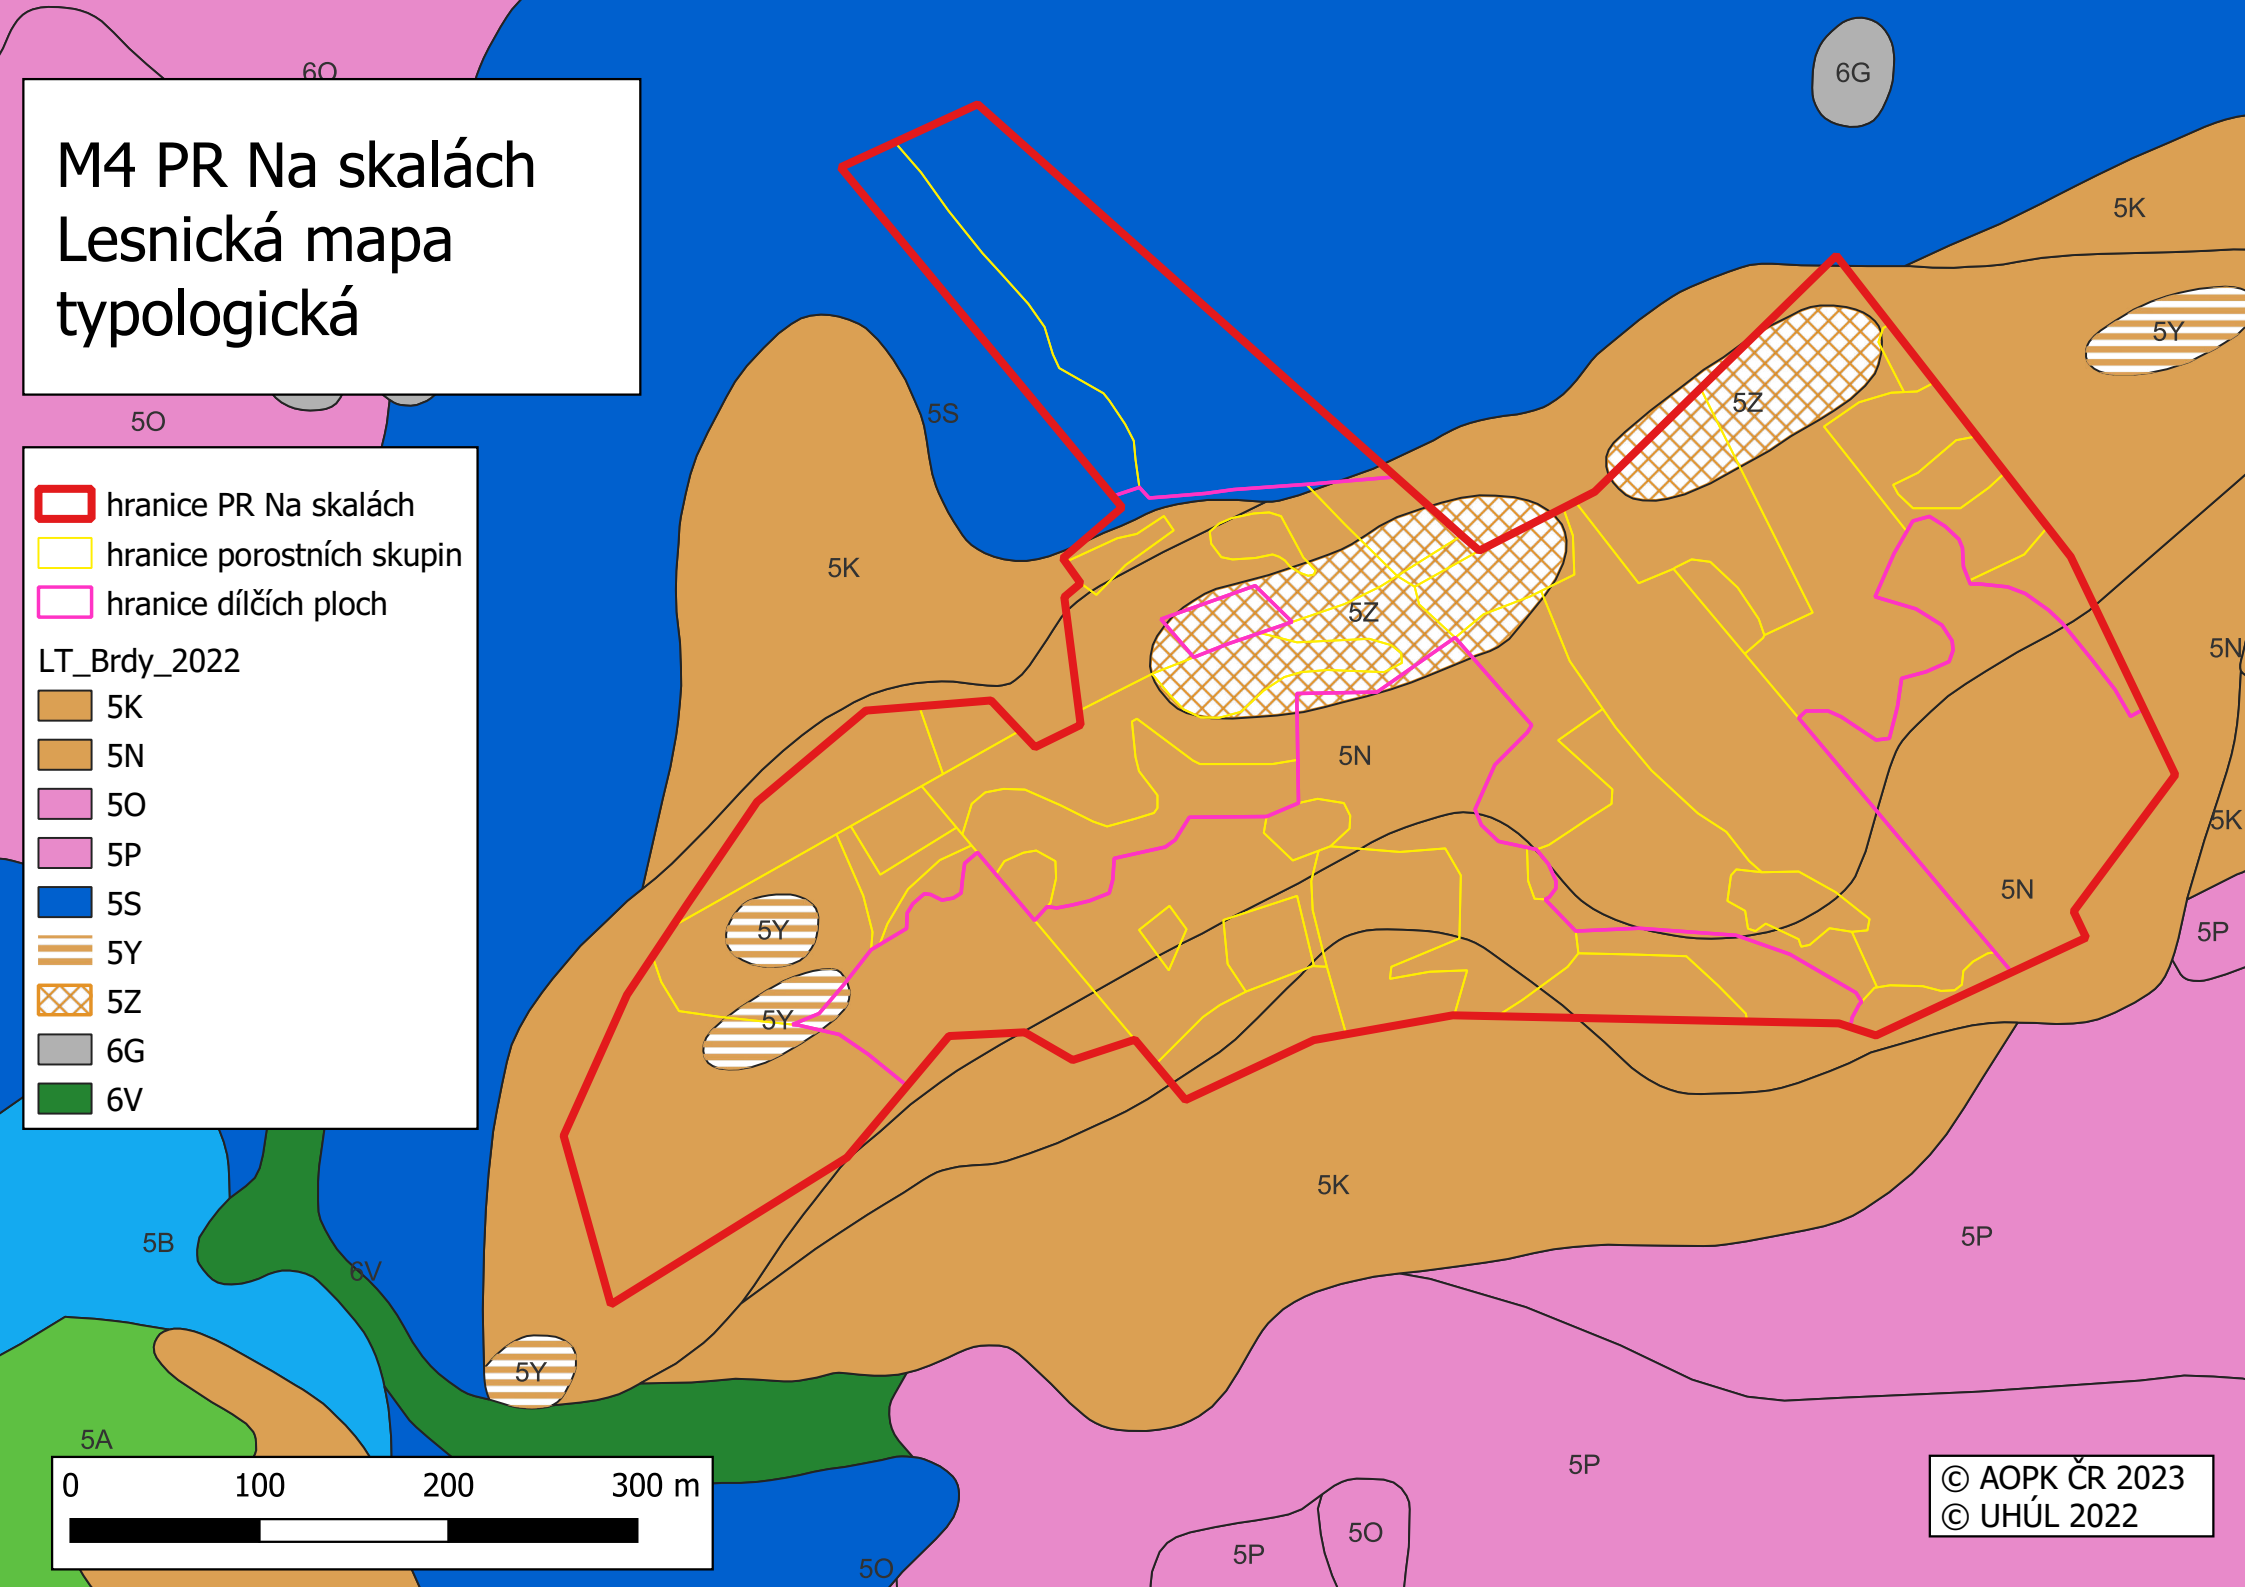 6O
M4 PR Na skalách
Lesnická mapa
typologická
6G
5K
5Y
5Z
5S
5O
5K
5Z
5N
5N
5K
5N
5P
5Y
5Y
5K
5P
5B
6V
5Y
5A
5P
5P
5O
5O
hranice PR Na skalách
hranice porostních skupin
hranice dílčích ploch
LT_Brdy_2022
5K
5N
5O
5P
5S
5Y
5Z
6G
6V
0 100 200 300 m
© AOPK ČR 2023
© UHÚL 2022